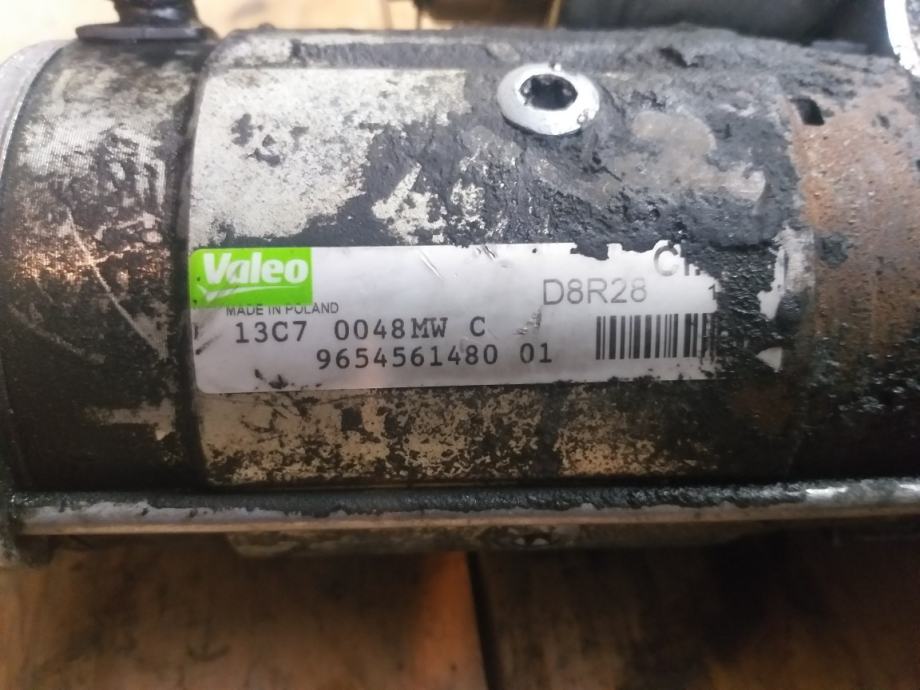 Valeo
MADE IN POLAND
D8R28
13C7 0048MW C
9654561480 01